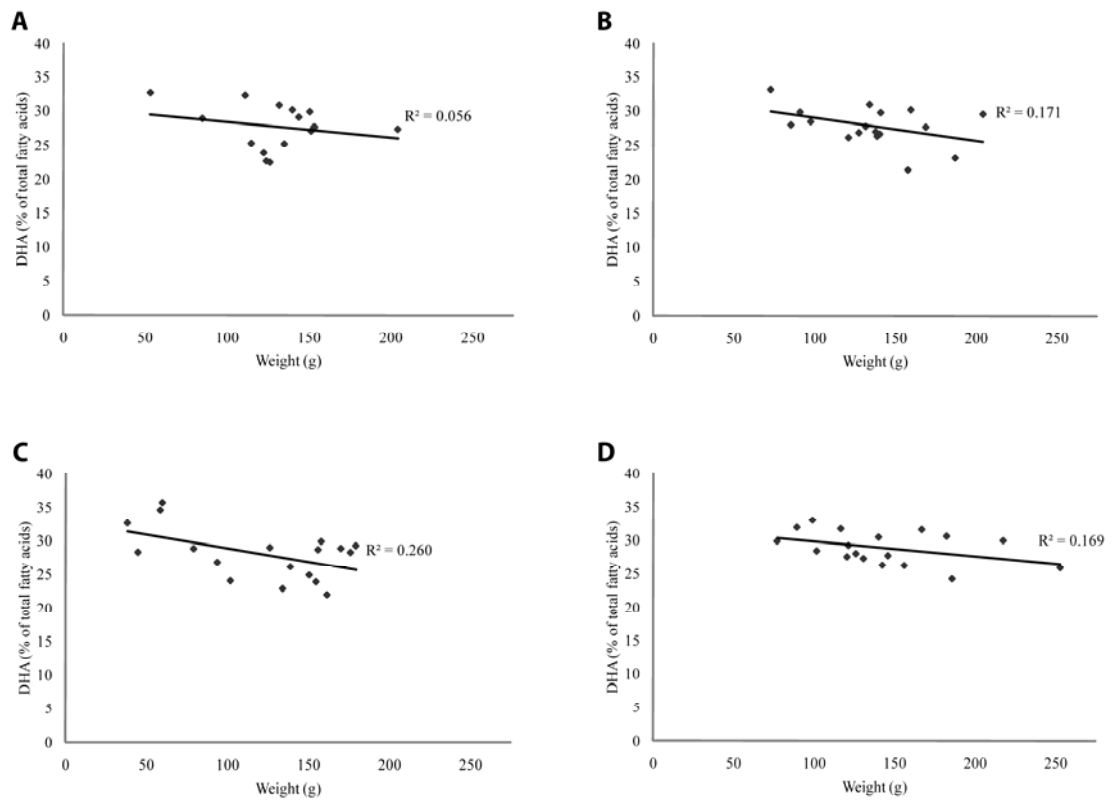 A
40
35
30
25
20
15
10
5
0
DHA (% of total fatty acids)
R² = 0.056
0 50 100 150 200 250
Weight (g)
B
40
35
30
25
20
15
10
5
0
DHA (% of total fatty acids)
R² = 0.171
0 50 100 150 200 250
Weight (g)
C
40
35
30
25
20
15
10
5
0
DHA (% of total fatty acids)
R² = 0.260
0 50 100 150 200 250
Weight (g)
D
40
35
30
25
20
15
10
5
0
DHA (% of total fatty acids)
R² = 0.169
0 50 100 150 200 250
Weight (g)